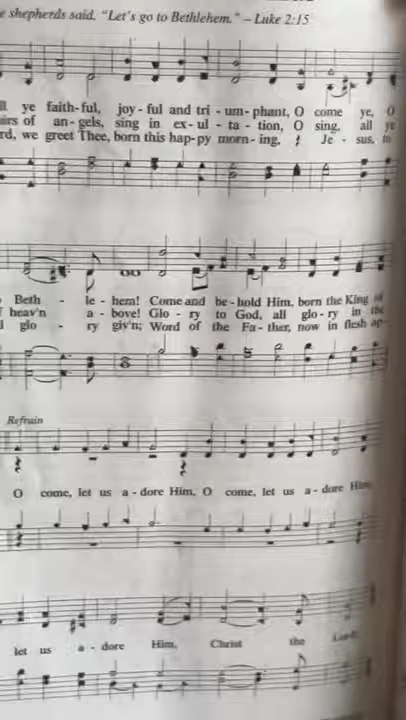 shepherds said, "Let's go to Bethlehem." – Luke 2:15
ye faith-ful, joy-ful and tri-um-phant, O come ye, O
of an-gels, sing in ex-ul-ta-tion, O sing, all ye
we greet Thee, born this hap-py morn-ing, Je-sus, to
Beth-le-hem! Come and be-hold Him, born the King of
heav'n a-bove! Glo-ry to God, all glo-ry in the
glo-ry giv'n; Word of the Fa-ther, now in flesh ap-
Refrain
O come, let us a-dore Him, O come, let us a-dore Him,
let us a-dore Him, Christ the Lord!